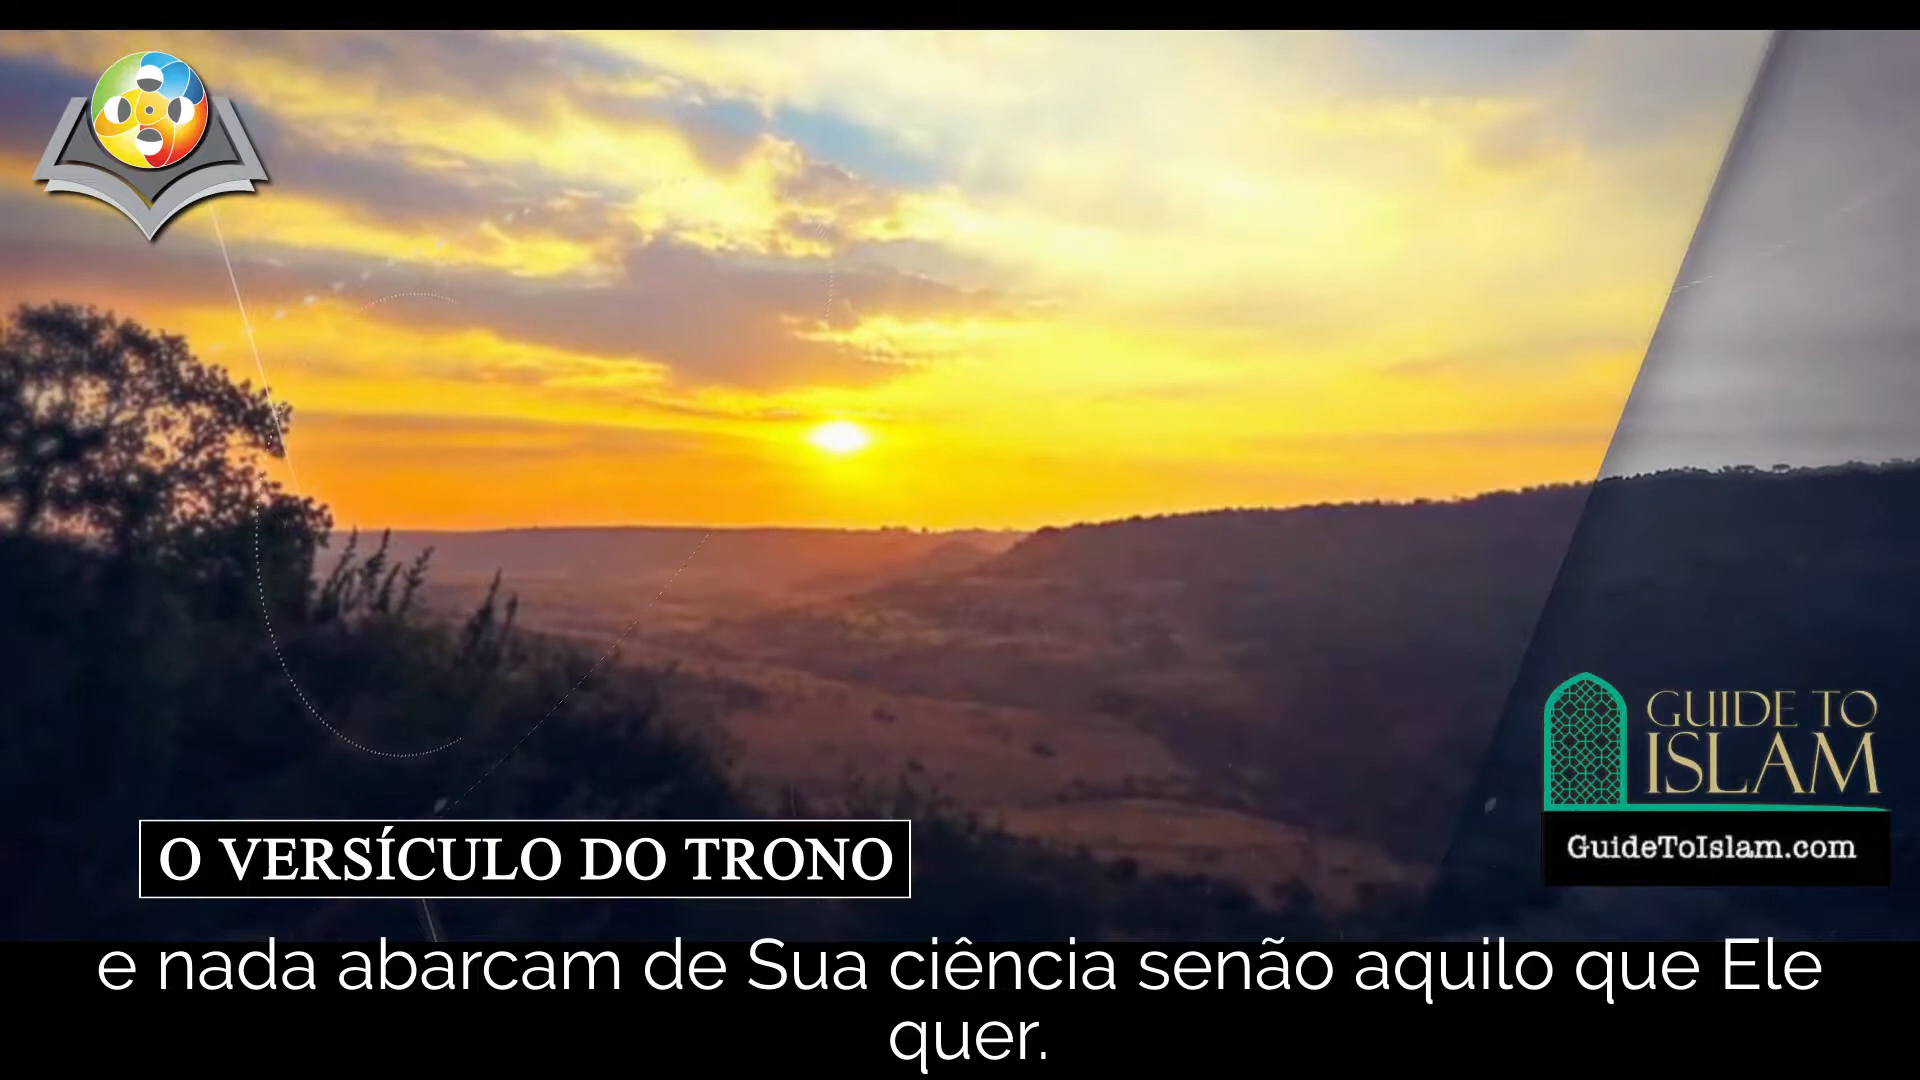 GUIDE TO
ISLAM
GuideToIslam.com
O VERSÍCULO DO TRONO
e nada abarcam de Sua ciência senão aquilo que Ele
quer.